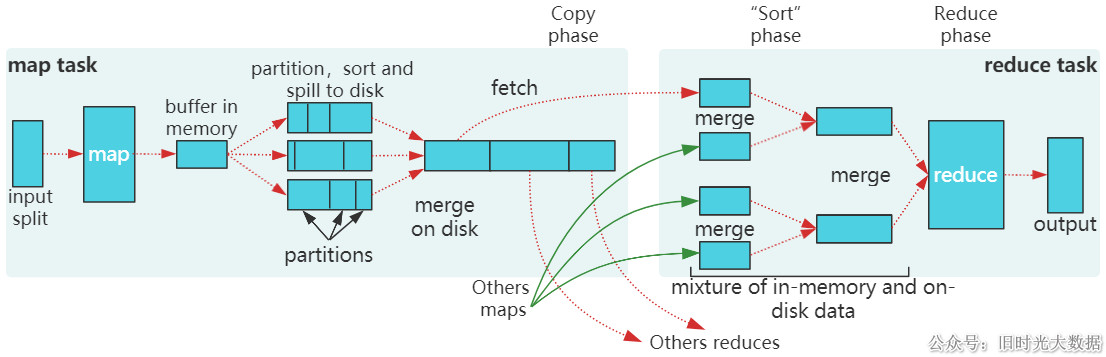 Copy
phase
“Sort“
phase
Reduce
phase
map task
reduce task
partition，sort and
spill to disk
fetch
buffer in
memory
merge
map
merge
reduce
input
split
merge
on disk
merge
output
partitions
Others
maps
mixture of in-memory and on-
disk data
Others reduces
公众号：旧时光大数据